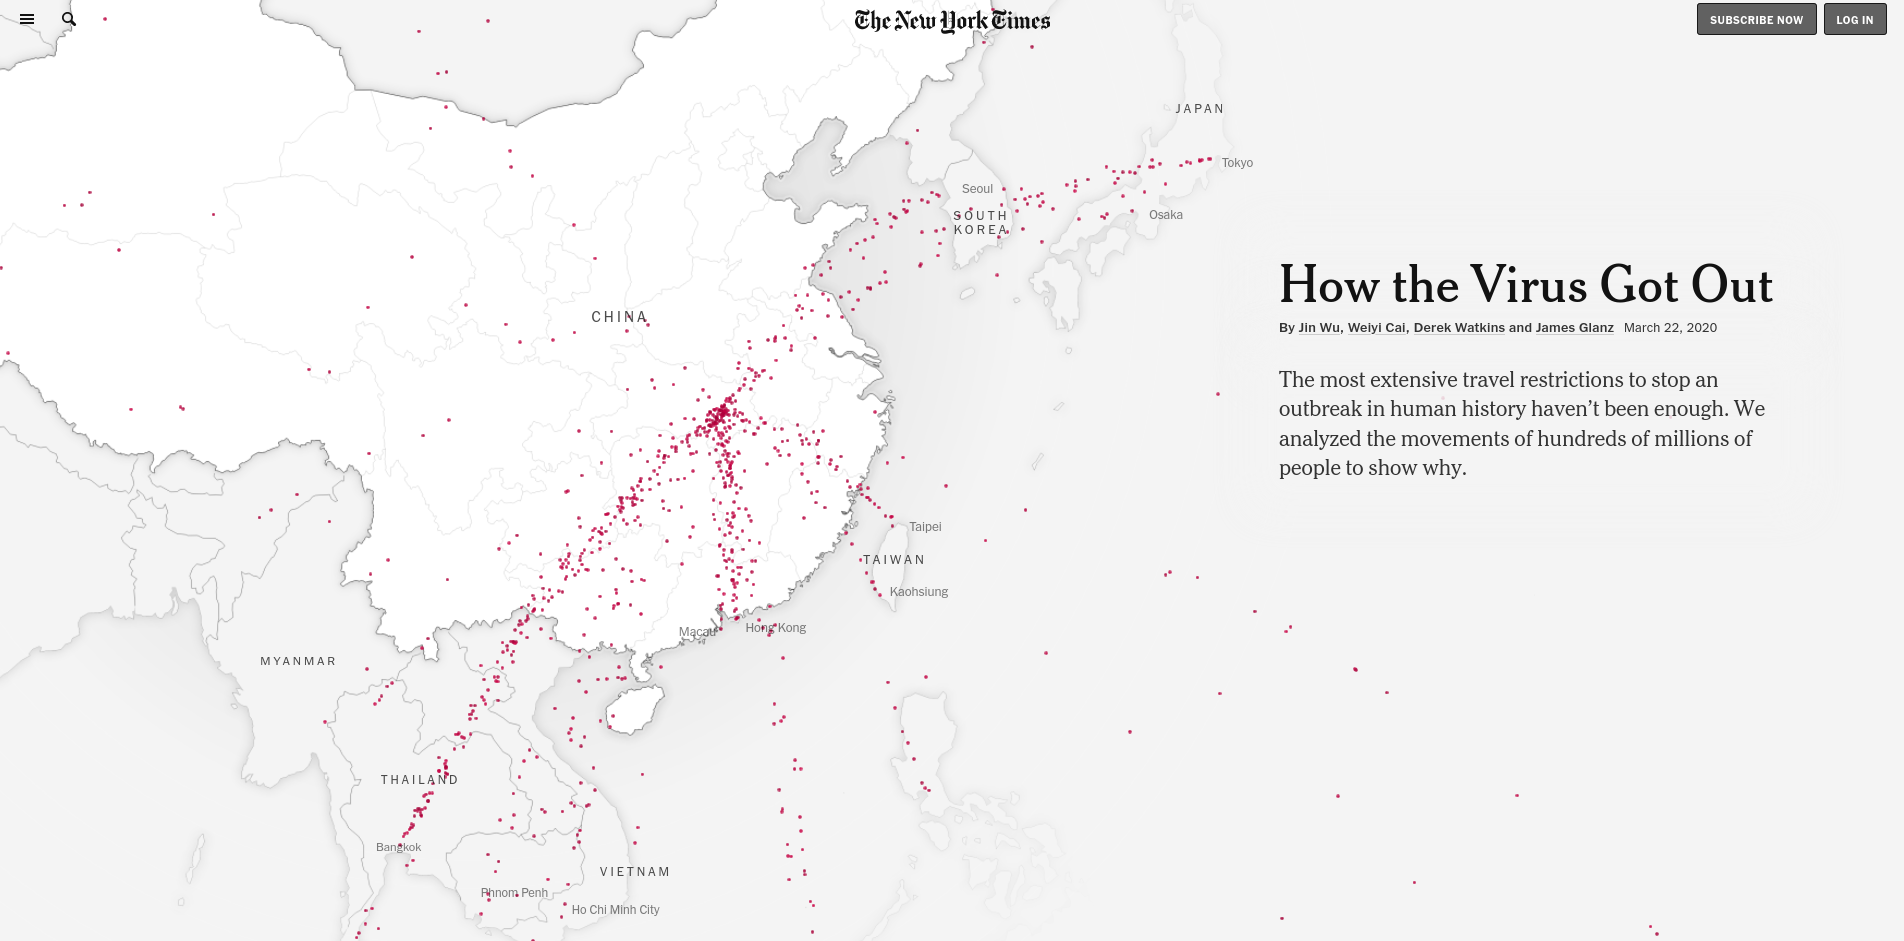 The New York Times
SUBSCRIBE NOW
LOG IN
JAPAN
Tokyo
Seoul
SOUTH
KOREA
Osaka
How the Virus Got Out
CHINA
By Jin Wu, Weiyi Cai, Derek Watkins and James Glanz March 22, 2020
The most extensive travel restrictions to stop an
outbreak in human history haven’t been enough. We
analyzed the movements of hundreds of millions of
people to show why.
Taipei
TAIWAN
Kaohsiung
Macau
Hong Kong
MYANMAR
THAILAND
Bangkok
VIETNAM
Phnom Penh
Ho Chi Minh City